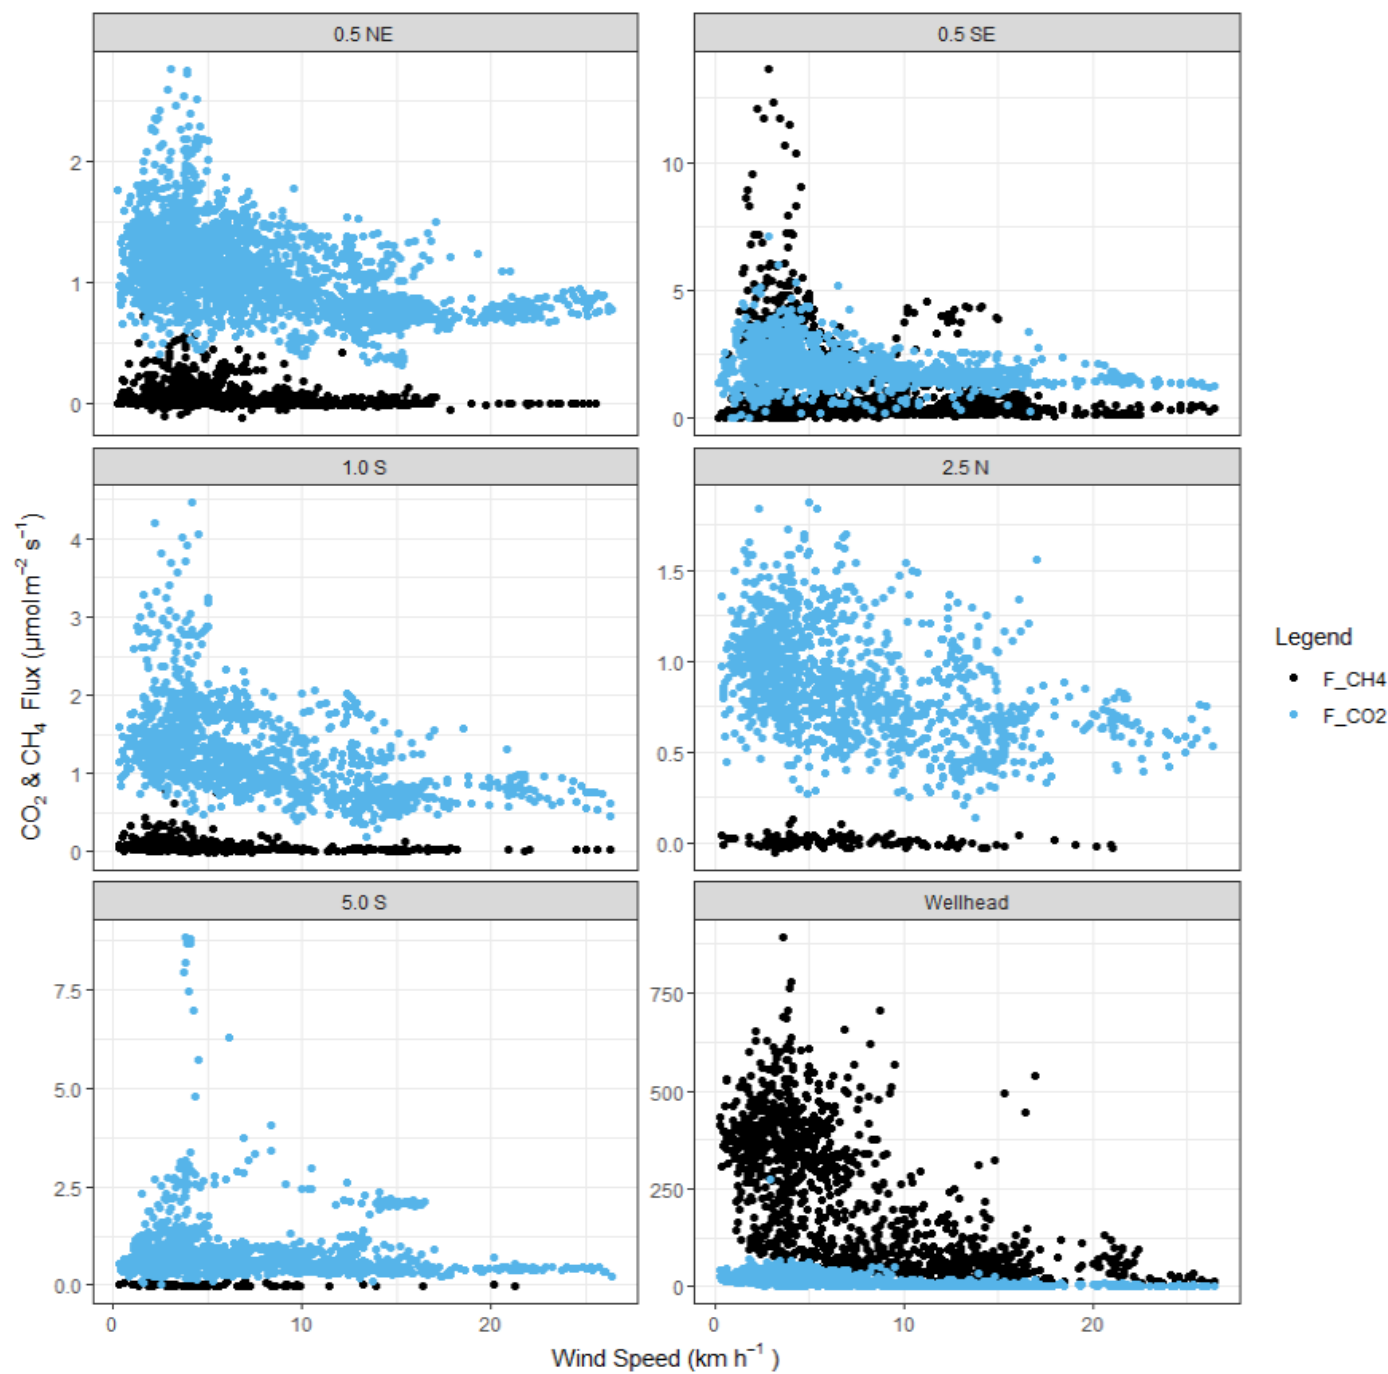 0.5 NE
0.5 SE
2
1
0
10
5
0
1.0 S
2.5 N
4
3
2
1
0
1.5
1.0
0.5
0.0
5.0 S
Wellhead
7.5
5.0
2.5
0.0
750
500
250
0
0 10 20
0 10 20
Wind Speed (km h⁻¹ )
CO₂ & CH₄ Flux (μmol m⁻² s⁻¹)
Legend
F_CH4
F_CO2